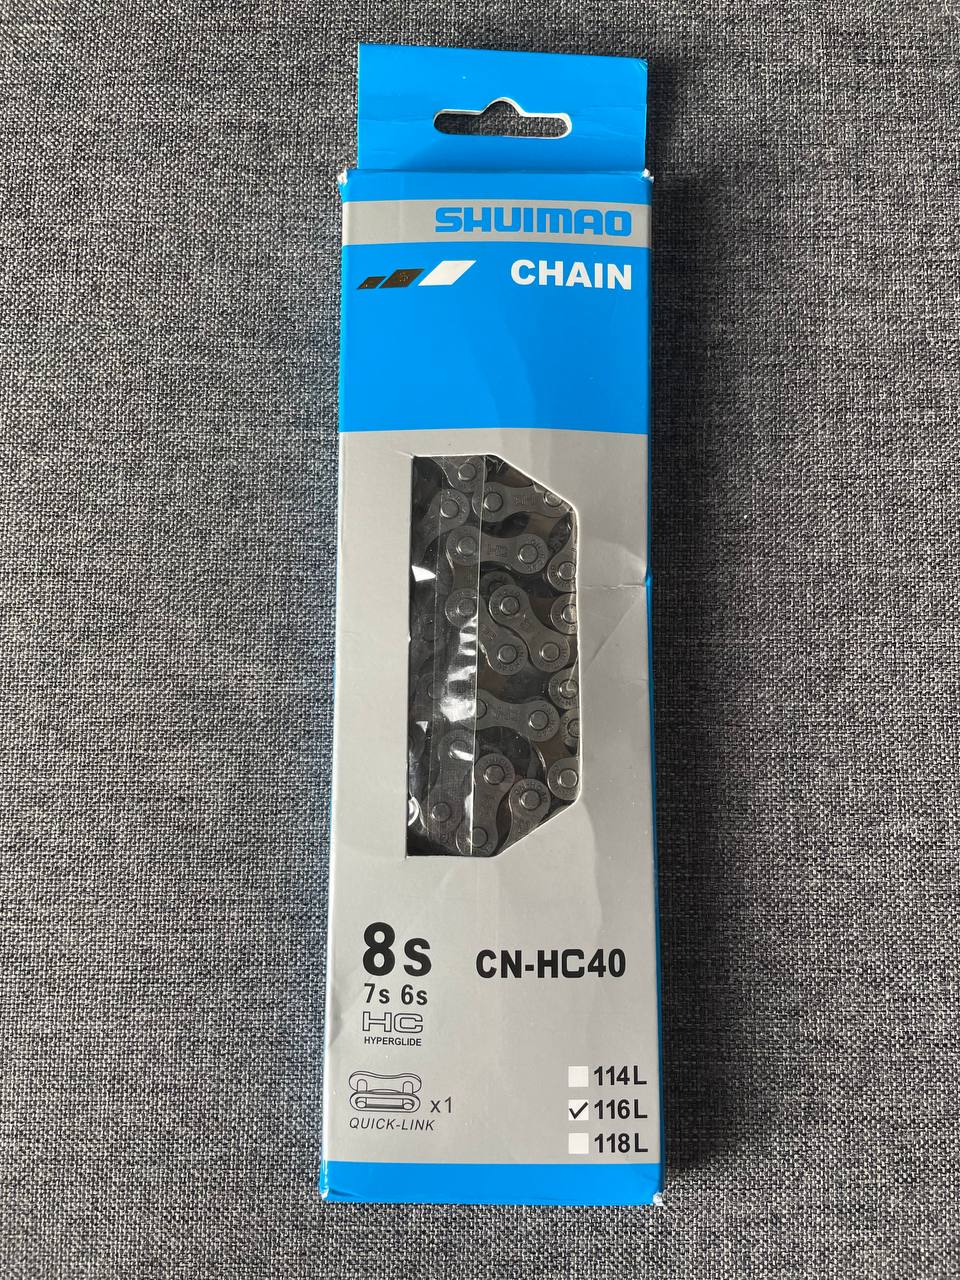 SHUIMAO
CHAIN
8s
7s 6s
HC
HYPERGLIDE
CN-HC40
x1
QUICK-LINK
114L
116L
118L